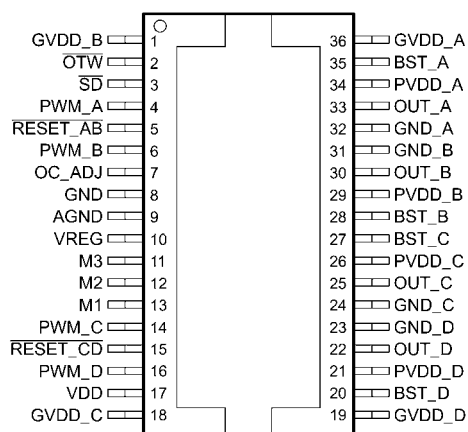 GVDD_B 1 36 GVDD_A
OTW 2 35 BST_A
SD 3 34 PVDD_A
PWM_A 4 33 OUT_A
RESET_AB 5 32 GND_A
PWM_B 6 31 GND_B
OC_ADJ 7 30 OUT_B
GND 8 29 PVDD_B
AGND 9 28 BST_B
VREG 10 27 BST_C
M3 11 26 PVDD_C
M2 12 25 OUT_C
M1 13 24 GND_C
PWM_C 14 23 GND_D
RESET_CD 15 22 OUT_D
PWM_D 16 21 PVDD_D
VDD 17 20 BST_D
GVDD_C 18 19 GVDD_D